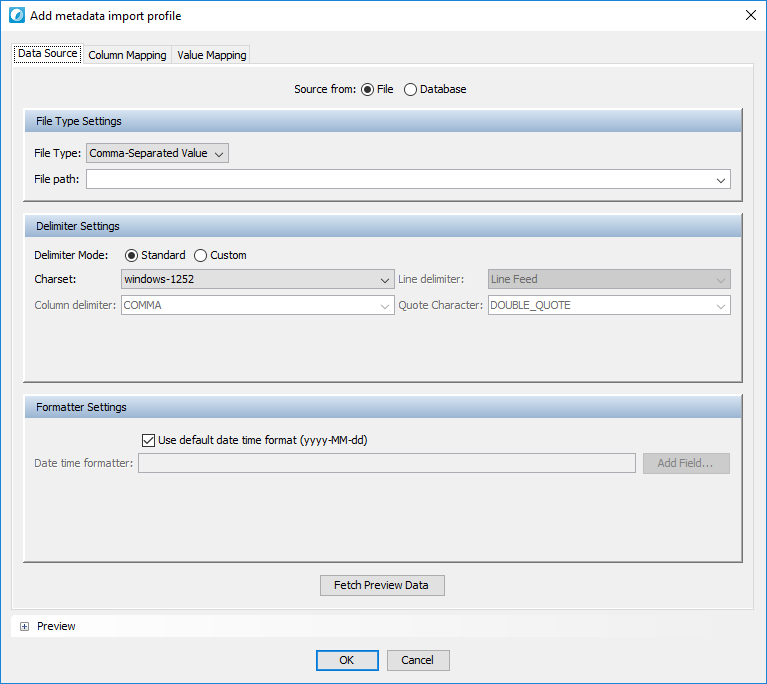 Add metadata import profile
Data Source Column Mapping Value Mapping
Source from: File Database
File Type Settings
File Type: Comma-Separated Value
File path:
Delimiter Settings
Delimiter Mode: Standard Custom
Charset: windows-1252 Line delimiter: Line Feed
Column delimiter: COMMA Quote Character: DOUBLE_QUOTE
Formatter Settings
Use default date time format (yyyy-MM-dd)
Date time formatter: Add Field...
Fetch Preview Data
Preview
OK Cancel